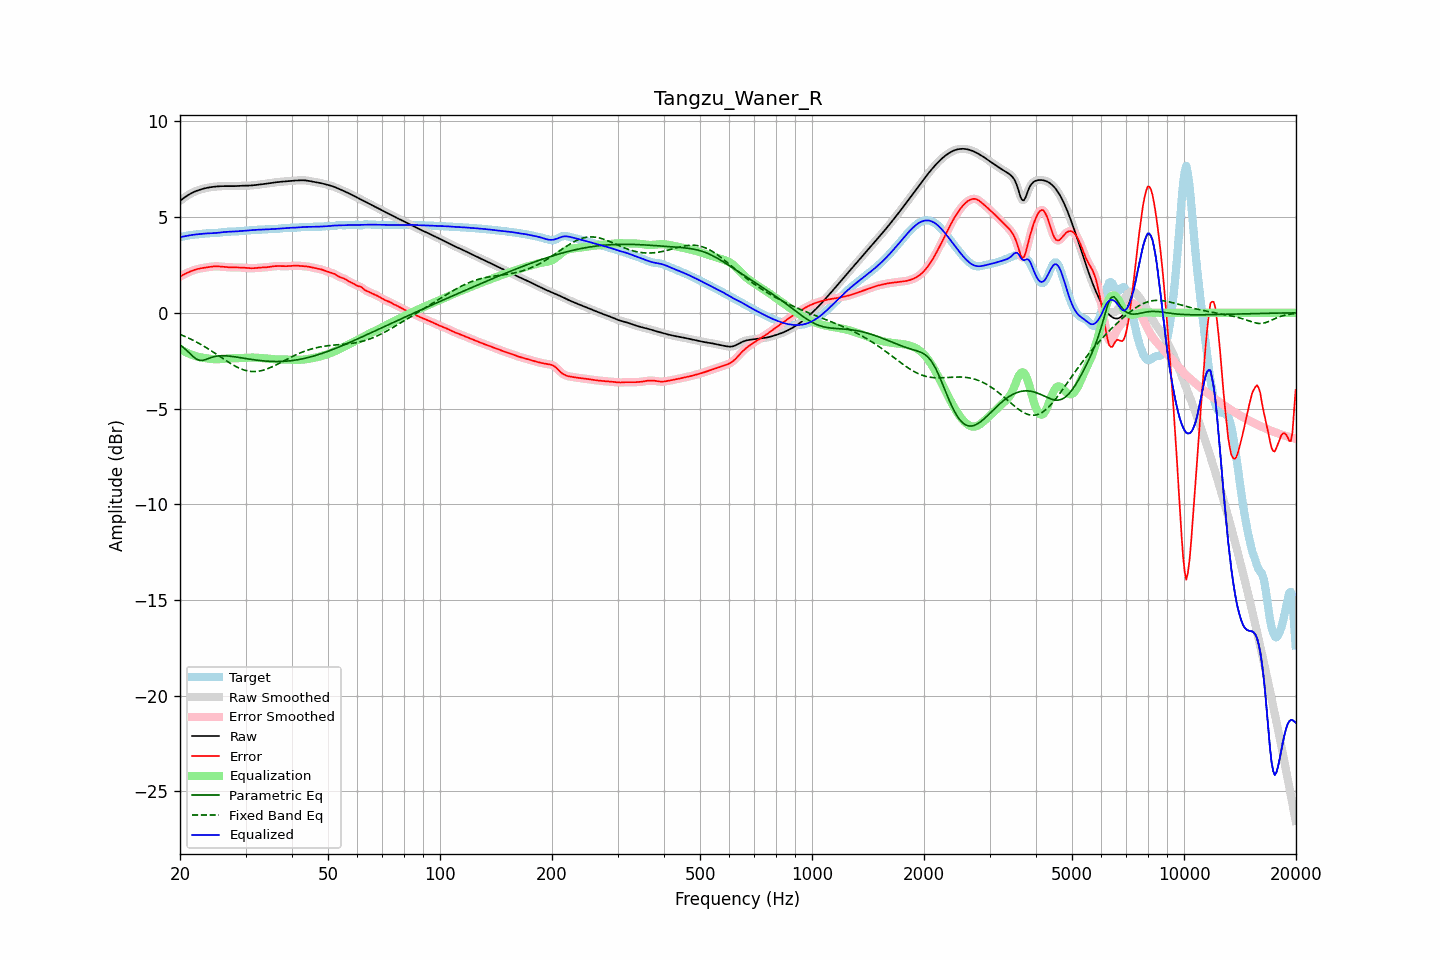 Tangzu_Waner_R
10
5
0
−5
−10
−15
−20
−25
Amplitude (dBr)
Target
Raw Smoothed
Error Smoothed
Raw
Error
Equalization
Parametric Eq
Fixed Band Eq
Equalized
20 50 100 200 500 1000 2000 5000 10000 20000
Frequency (Hz)